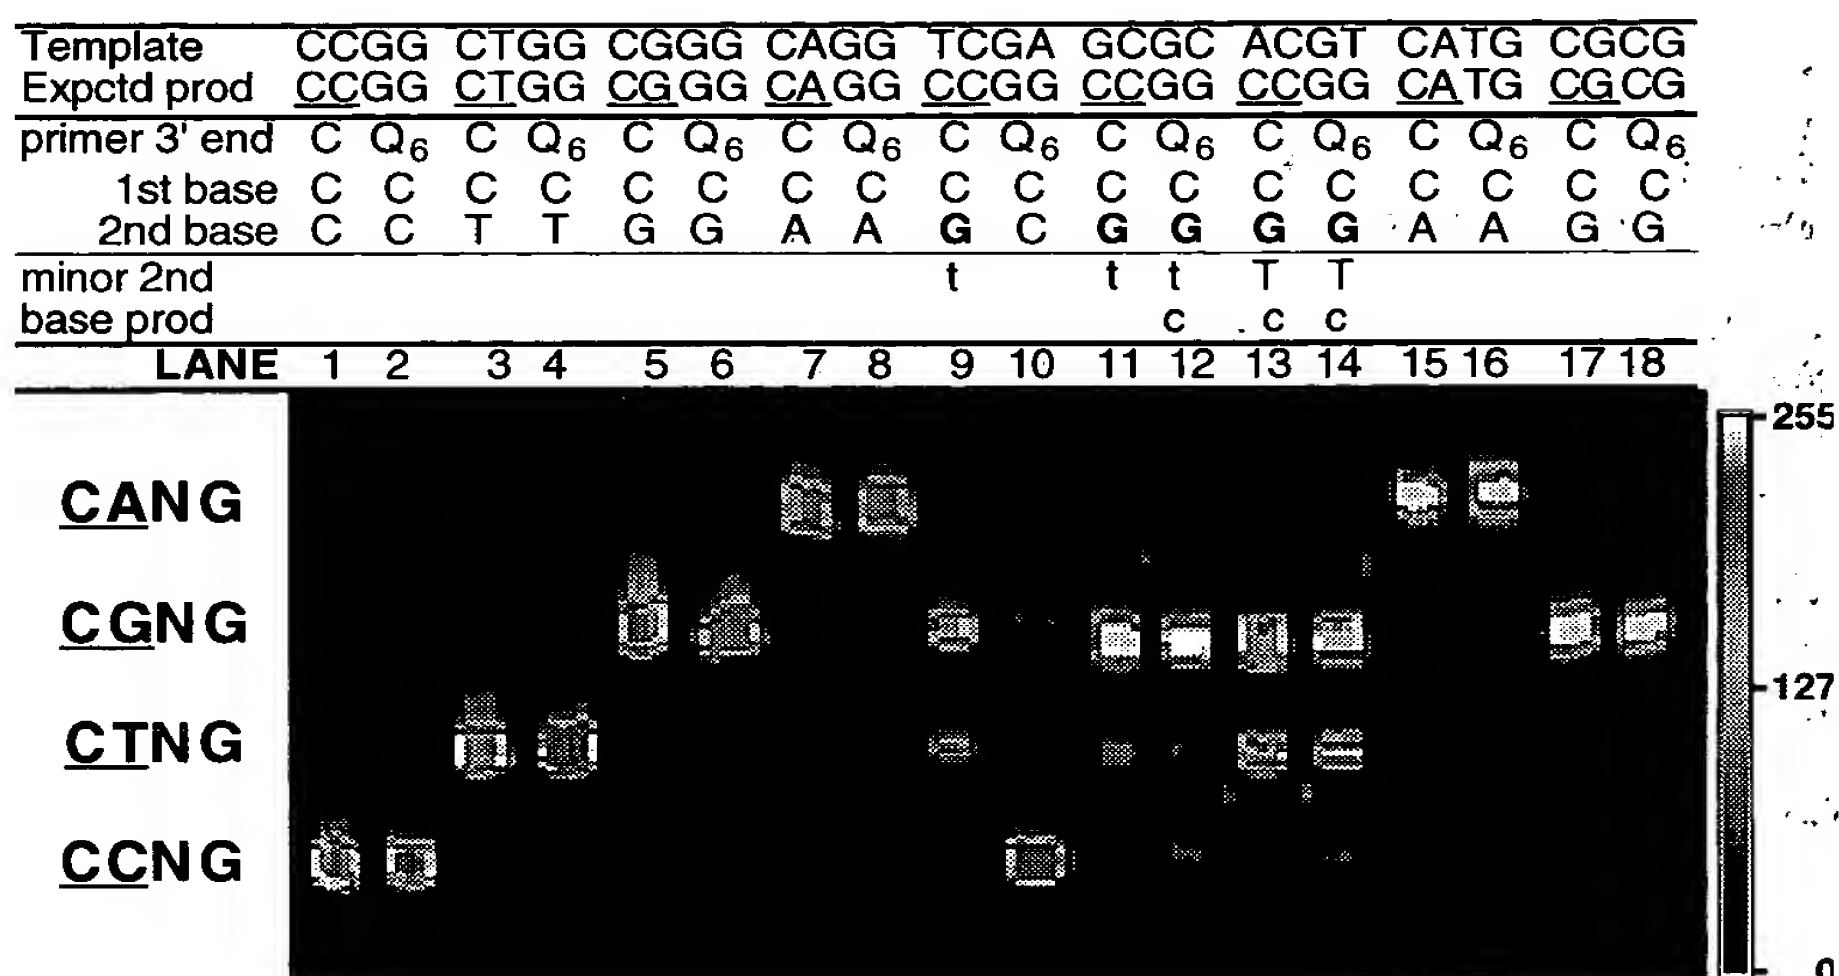 Template CCGG CTGG CGGG CAGG TCGA GCGC ACGT CATG CGCG
Expctd prod CCGG CTGG CGGG CAGG CCGG CCGG CCGG CATG CGCG
primer 3' end C Q6 C Q6 C Q6 C Q6 C Q6 C Q6 C Q6 C Q6 C Q6
1st base C C C C C C C C C C C C C C C C C C
2nd base C C T T G G A A G C G G G G A A G G
minor 2nd t t t T T
base prod c c c
LANE 1 2 3 4 5 6 7 8 9 10 11 12 13 14 15 16 17 18
255
CANG
CGNG
127
CTNG
CCNG
0